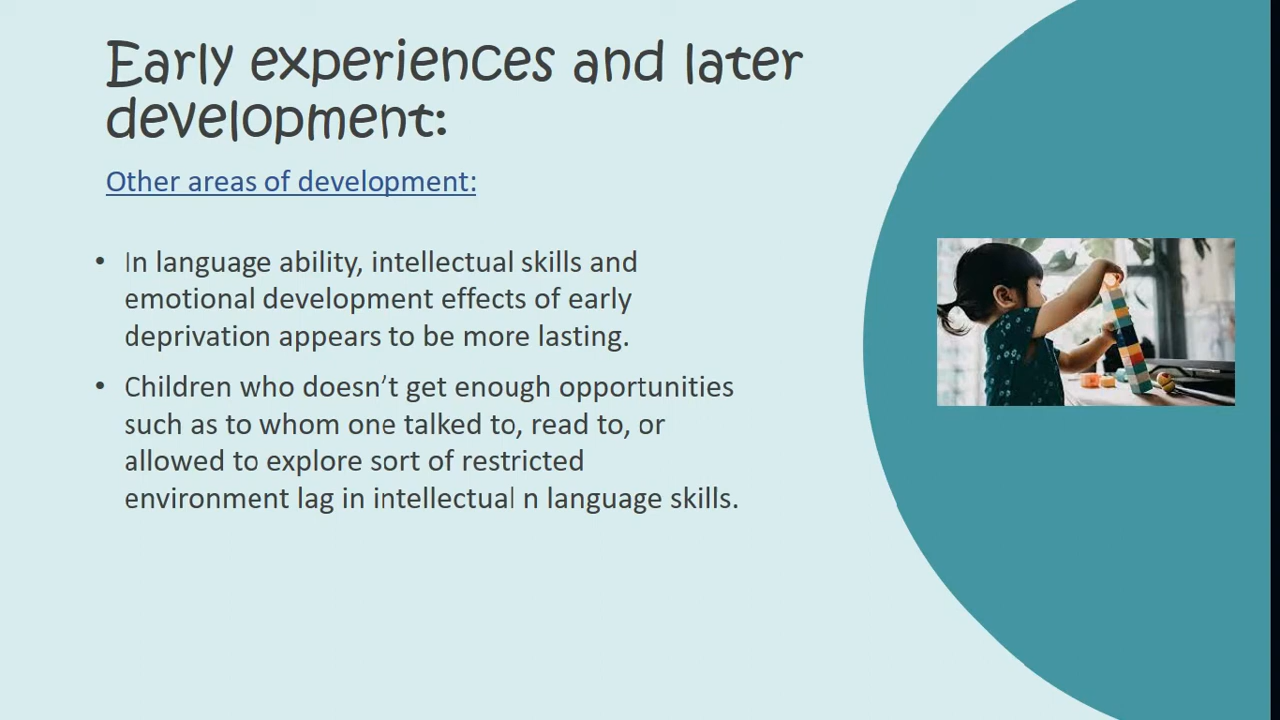 Early experiences and later
development:
Other areas of development:
• In language ability, intellectual skills and
emotional development effects of early
deprivation appears to be more lasting.
• Children who doesn’t get enough opportunities
such as to whom one talked to, read to, or
allowed to explore sort of restricted
environment lag in intellectual n language skills.